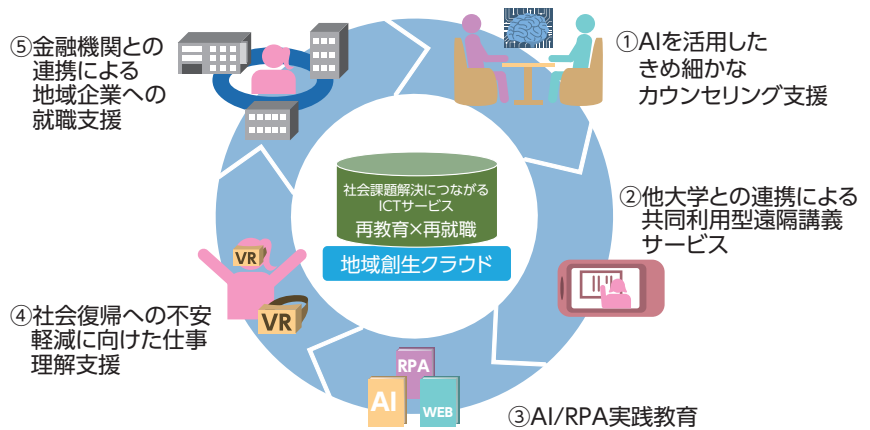 ①AIを活用した
きめ細かな
カウンセリング支援
②他大学との連携による
共同利用型遠隔講義
サービス
③AI/RPA実践教育
④社会復帰への不安
軽減に向けた仕事
理解支援
⑤金融機関との
連携による
地域企業への
就職支援
社会課題解決につながる
ICTサービス
再教育×再就職
地域創生クラウド
VR
VR
RPA
AI
WEB